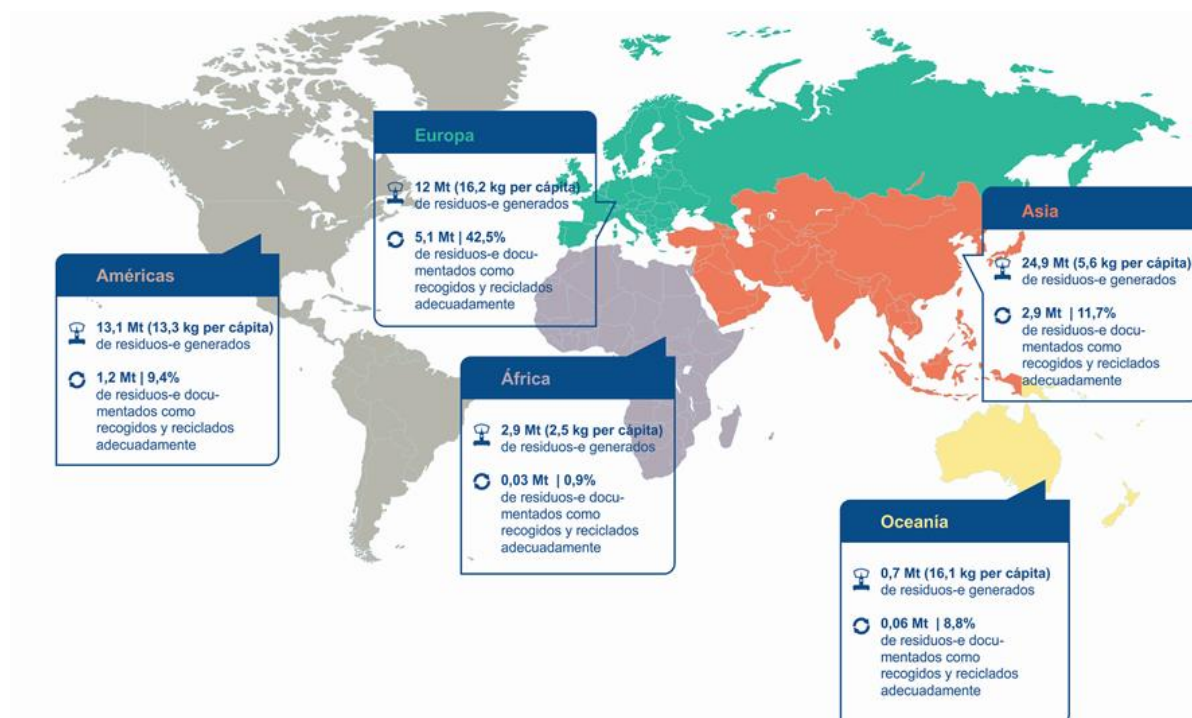 Europa
12 Mt (16,2 kg per cápita)
de residuos-e generados
5,1 Mt | 42,5%
de residuos-e docu-
mentados como
recogidos y reciclados
adecuadamente
Asia
24,9 Mt (5,6 kg per cápita)
de residuos-e generados
2,9 Mt | 11,7%
de residuos-e docu-
mentados como
recogidos y reciclados
adecuadamente
Américas
13,1 Mt (13,3 kg per cápita)
de residuos-e generados
1,2 Mt | 9,4%
de residuos-e docu-
mentados como
recogidos y reciclados
adecuadamente
África
2,9 Mt (2,5 kg per cápita)
de residuos-e generados
0,03 Mt | 0,9%
de residuos-e docu-
mentados como
recogidos y reciclados
adecuadamente
Oceanía
0,7 Mt (16,1 kg per cápita)
de residuos-e generados
0,06 Mt | 8,8%
de residuos-e docu-
mentados como
recogidos y reciclados
adecuadamente